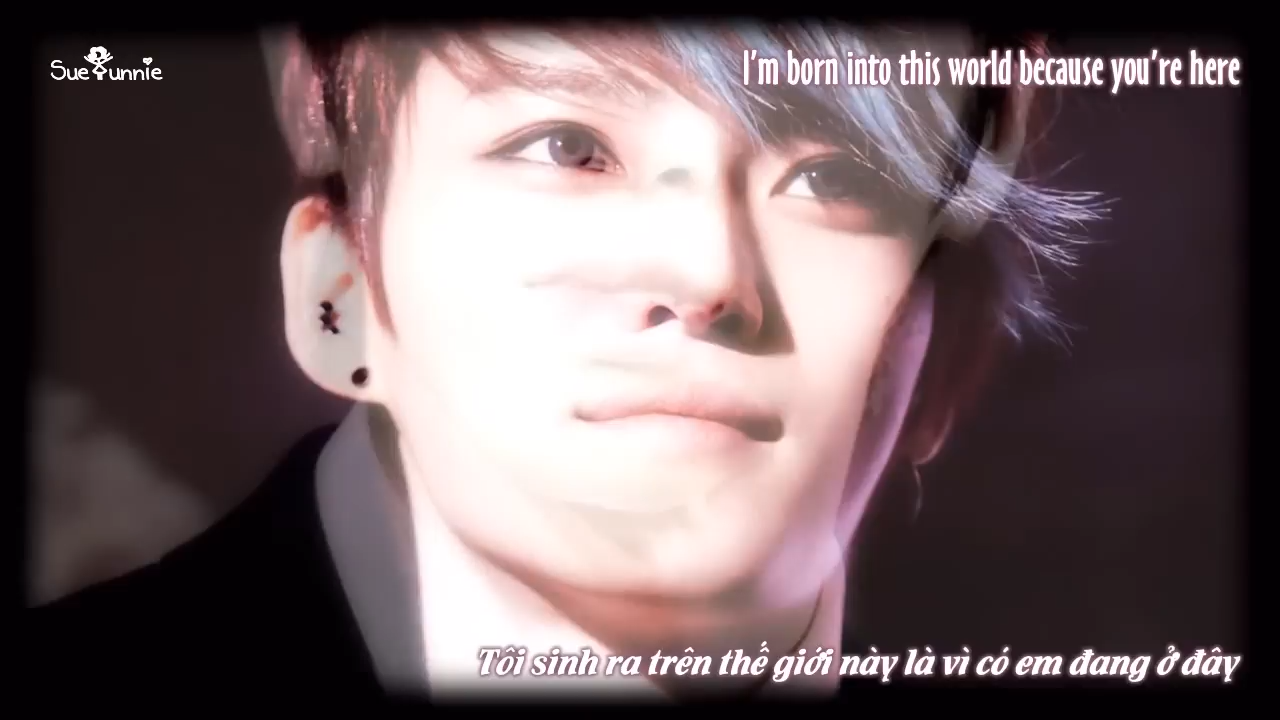 SueYunnie
I'm born into this world because you're here
Tôi sinh ra trên thế giới này là vì có em đang ở đây